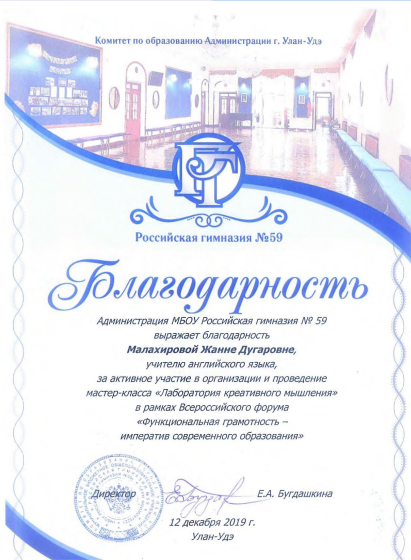 Комитет по образованию Администрации г. Улан-Удэ
Российская гимназия №59
Благодарность
Администрация МБОУ Российская гимназия № 59
выражает благодарность
Малахировой Жанне Дугаровне,
учителю английского языка,
за активное участие в организации и проведение
мастер-класса «Лаборатория креативного мышления»
в рамках Всероссийского форума
«Функциональная грамотность –
императив современного образования»
Директор Е.А. Бугдашкина
12 декабря 2019 г.
Улан-Удэ